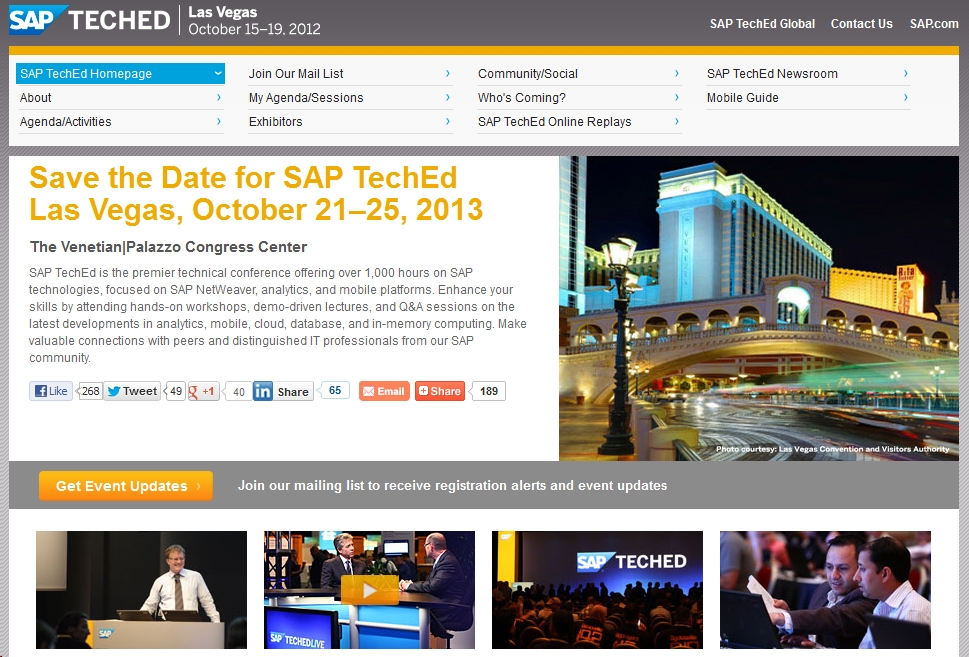 SAP TECHED
Las Vegas
October 15–19, 2012
SAP TechEd Global Contact Us SAP.com
SAP TechEd Homepage
Join Our Mail List
Community/Social
SAP TechEd Newsroom
About
My Agenda/Sessions
Who's Coming?
Mobile Guide
Agenda/Activities
Exhibitors
SAP TechEd Online Replays
Save the Date for SAP TechEd
Las Vegas, October 21–25, 2013
The Venetian|Palazzo Congress Center
SAP TechEd is the premier technical conference offering over 1,000 hours on SAP
technologies, focused on SAP NetWeaver, analytics, and mobile platforms. Enhance your
skills by attending hands-on workshops, demo-driven lectures, and Q&A sessions on the
latest developments in analytics, mobile, cloud, database, and in-memory computing. Make
valuable connections with peers and distinguished IT professionals from our SAP
community.
Like 268 Tweet 49 +1 40 in Share 65 Email Share 189
Photo courtesy: Las Vegas Convention and Visitors Authority
Get Event Updates
Join our mailing list to receive registration alerts and event updates
SAP
SAP TECHED LIVE
SAP TECHED